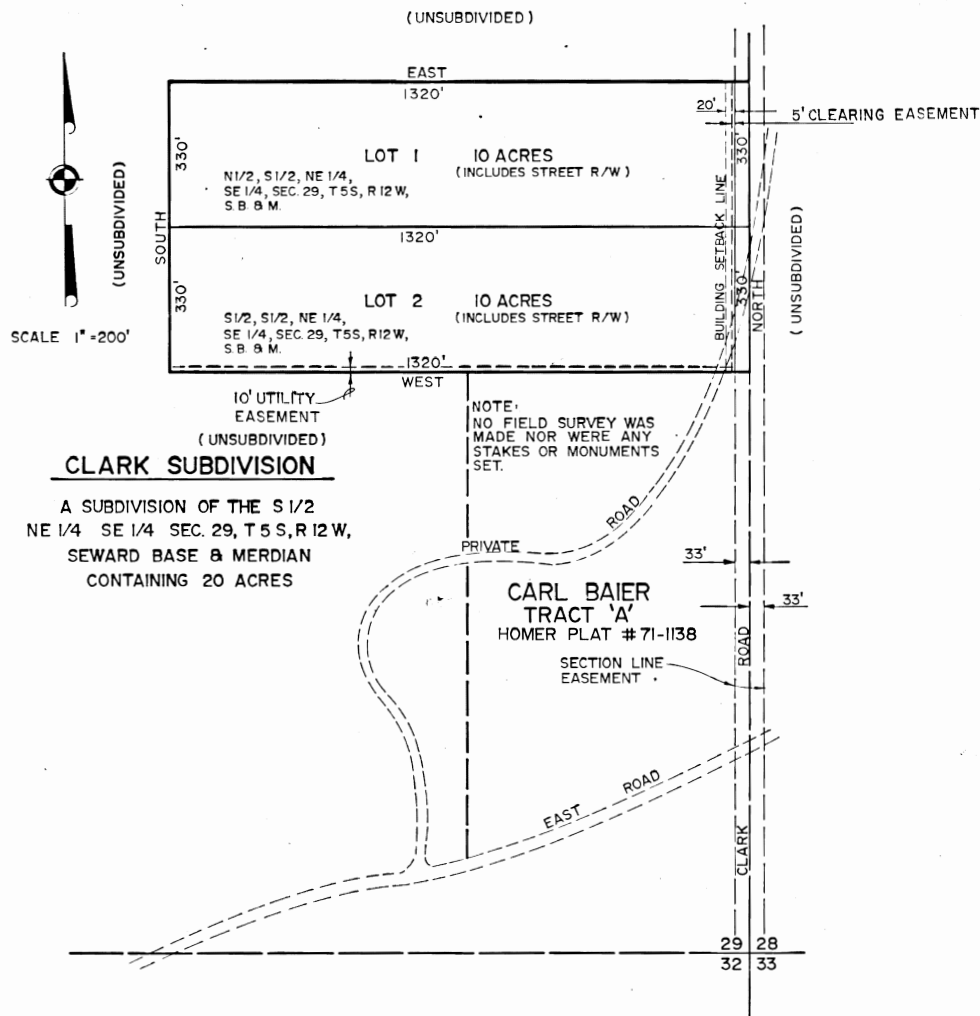 (UNSUBDIVIDED)
EAST
1320'
20'
5' CLEARING EASEMENT
330'
330'
LOT 1 10 ACRES
(INCLUDES STREET R/W)
N1/2, S1/2, NE 1/4,
SE 1/4, SEC. 29, T5S, R12W,
S.B. & M.
(UNSUBDIVIDED)
SOUTH
BUILDING SETBACK LINE
(UNSUBDIVIDED)
1320'
330'
330'
NORTH
LOT 2 10 ACRES
(INCLUDES STREET R/W)
S1/2, S1/2, NE 1/4,
SE 1/4, SEC. 29, T5S, R12W,
S.B. & M.
SCALE 1" =200'
1320'
WEST
10' UTILITY
EASEMENT
(UNSUBDIVIDED)
NOTE:
NO FIELD SURVEY WAS
MADE NOR WERE ANY
STAKES OR MONUMENTS
SET.
CLARK SUBDIVISION
A SUBDIVISION OF THE S 1/2
NE 1/4 SE 1/4 SEC. 29, T 5 S, R 12 W,
SEWARD BASE & MERDIAN
CONTAINING 20 ACRES
PRIVATE ROAD
33'
33'
CARL BAIER
TRACT 'A'
HOMER PLAT #71-1138
SECTION LINE
EASEMENT
CLARK ROAD
EAST ROAD
29 28
32 33